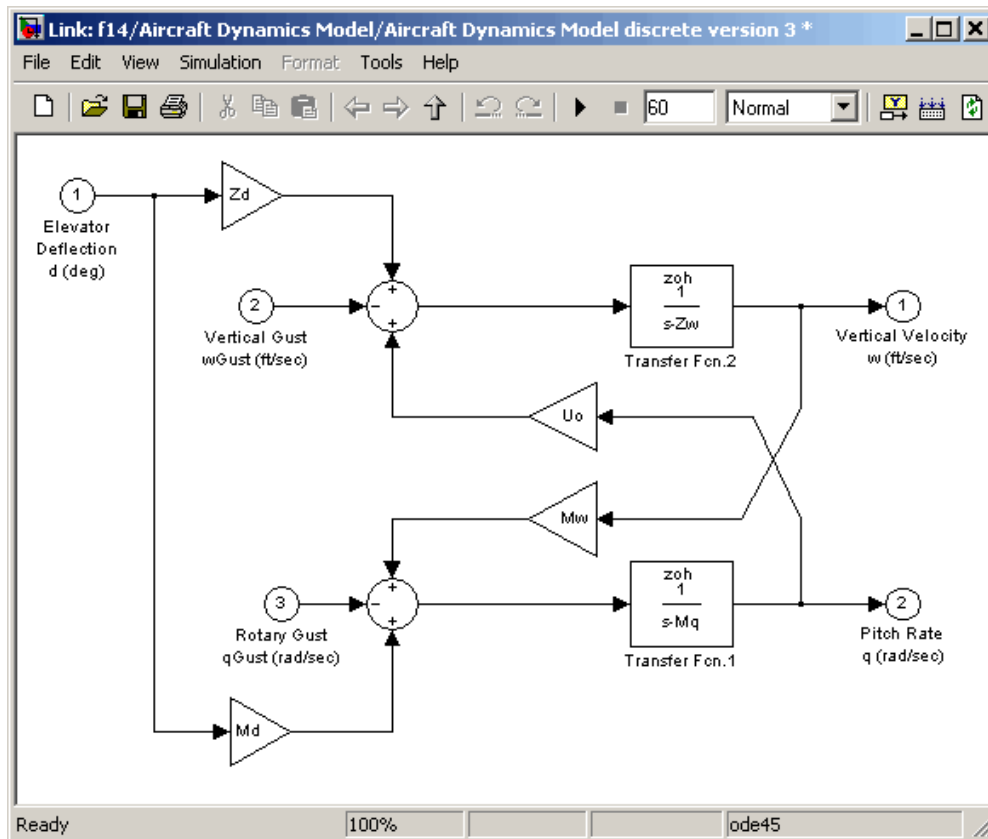 Link: f14/Aircraft Dynamics Model/Aircraft Dynamics Model discrete version 3 *
File Edit View Simulation Format Tools Help
60 Normal
1
Elevator
Deflection
d (deg)
Zd
2
Vertical Gust
wGust (ft/sec)
+
-
+
zoh
1
s-Zw
Transfer Fcn.2
1
Vertical Velocity
w (ft/sec)
Uo
Mw
3
Rotary Gust
qGust (rad/sec)
+
-
+
zoh
1
s-Mq
Transfer Fcn.1
2
Pitch Rate
q (rad/sec)
Md
Ready 100% ode45